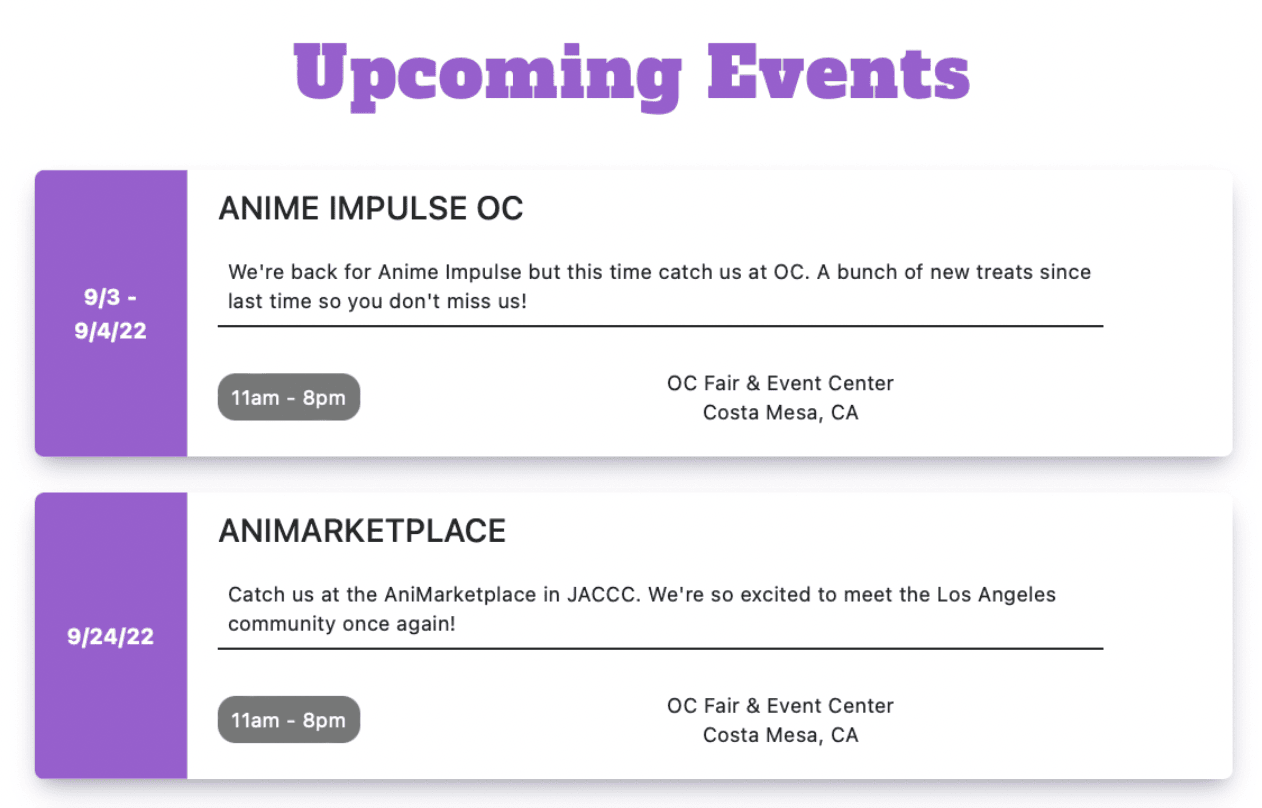 Upcoming Events
ANIME IMPULSE OC
We're back for Anime Impulse but this time catch us at OC. A bunch of new treats since
last time so you don't miss us!
9/3 -
9/4/22
11am - 8pm
OC Fair & Event Center
Costa Mesa, CA
ANIMARKETPLACE
Catch us at the AniMarketplace in JACCC. We're so excited to meet the Los Angeles
community once again!
9/24/22
11am - 8pm
OC Fair & Event Center
Costa Mesa, CA